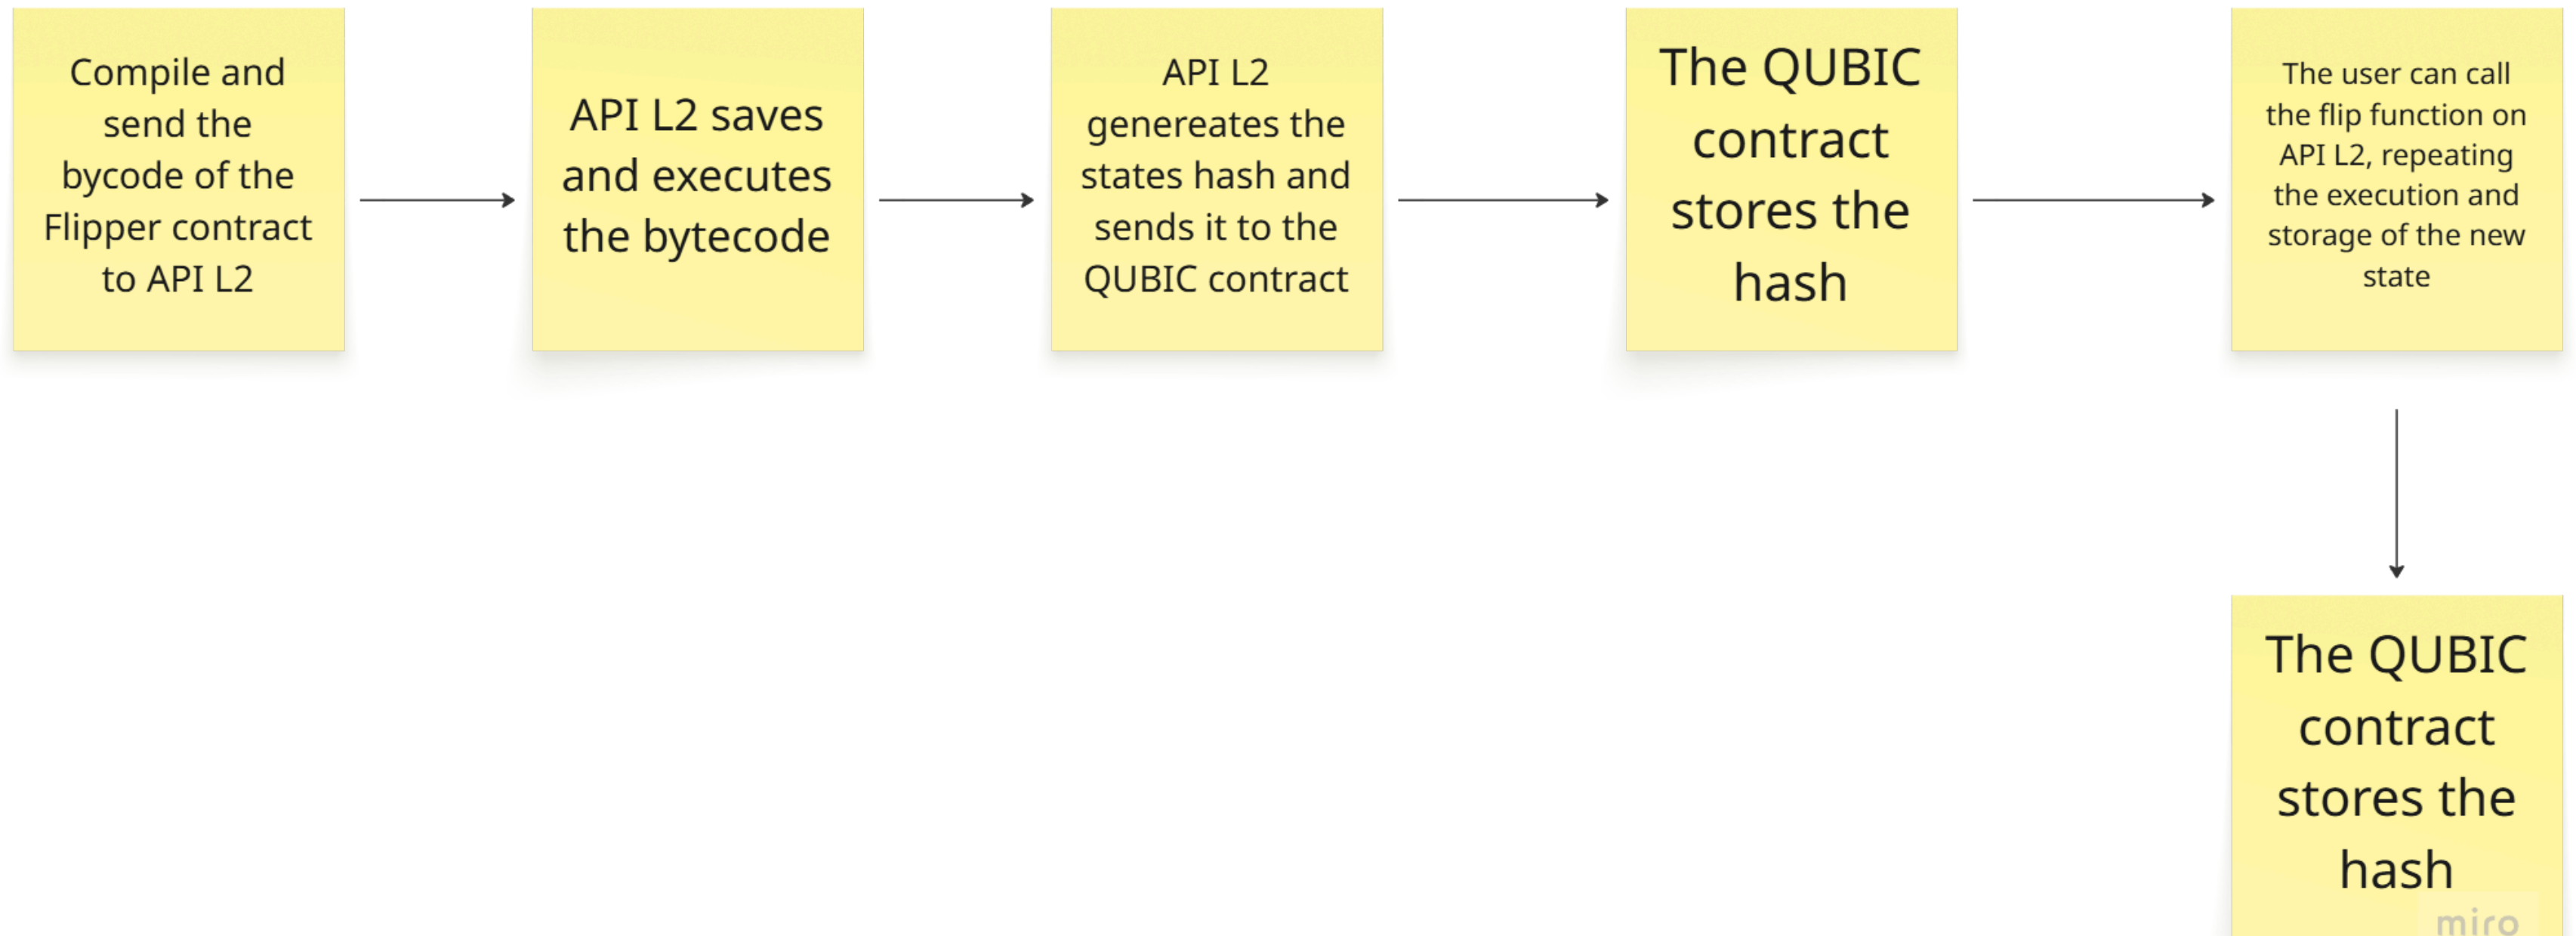 Compile and
send the
bycode of the
Flipper contract
to API L2
API L2 saves
and executes
the bytecode
API L2
genereates the
states hash and
sends it to the
QUBIC contract
The QUBIC
contract
stores the
hash
The user can call
the flip function on
API L2, repeating
the execution and
storage of the new
state
The QUBIC
contract
stores the
hash
miro